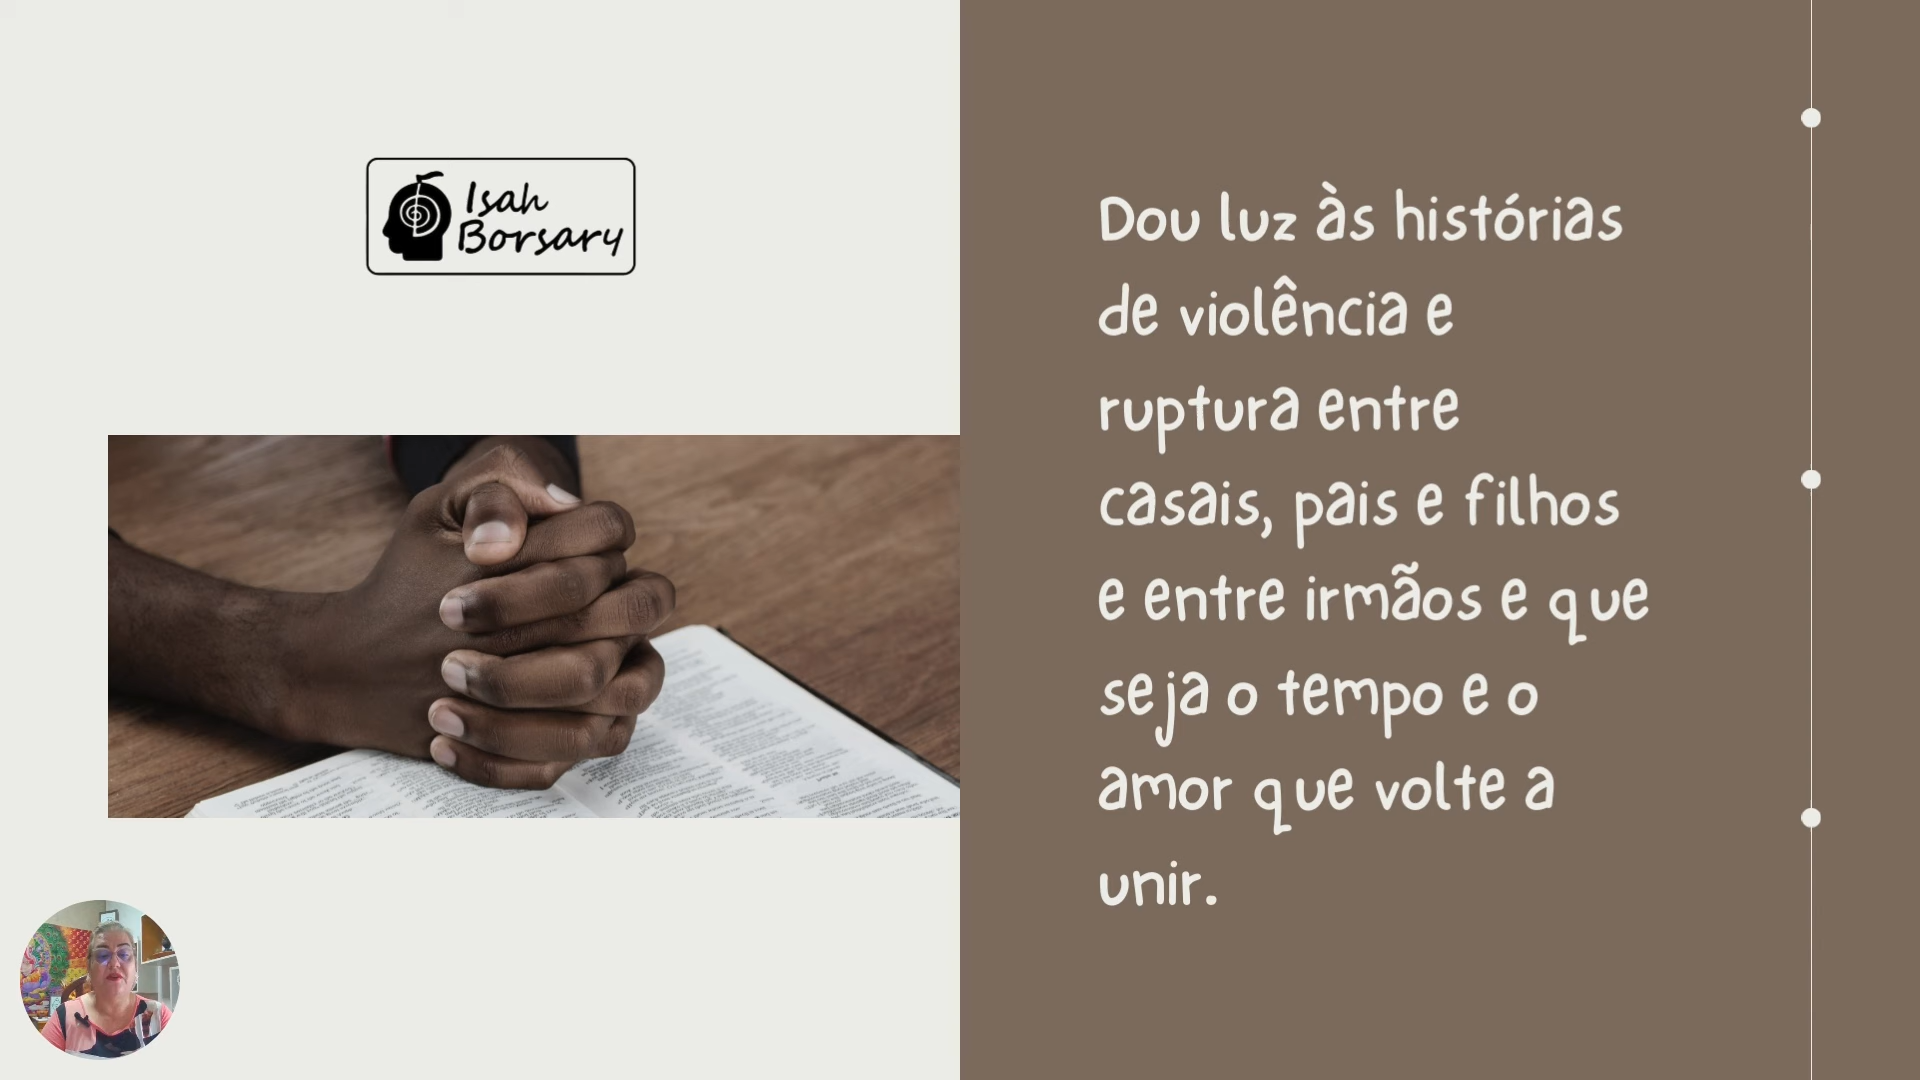 Isah
Borsary
Dou luz às histórias
de violência e
ruptura entre
casais, pais e filhos
e entre irmãos e que
seja o tempo e o
amor que volte a
unir.